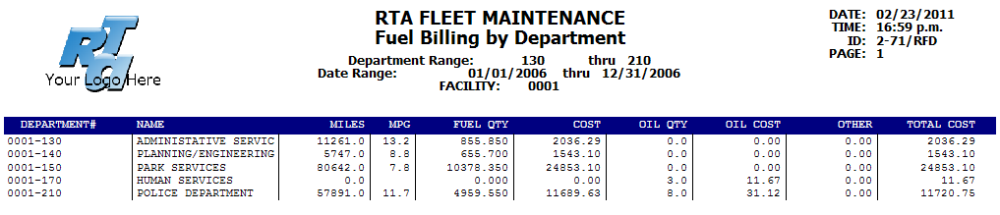 RTA
Your Logo Here
RTA FLEET MAINTENANCE
Fuel Billing by Department
Department Range: 130 thru 210
Date Range: 01/01/2006 thru 12/31/2006
FACILITY: 0001
DATE: 02/23/2011
TIME: 16:59 p.m.
ID: 2-71/RFD
PAGE: 1
DEPARTMENT# NAME MILES MPG FUEL QTY COST OIL QTY OIL COST OTHER TOTAL COST
0001-130 ADMINISTATIVE SERVIC 11261.0 13.2 855.850 2036.29 0.0 0.00 0.00 2036.29
0001-140 PLANNING/ENGINEERING 5747.0 8.8 655.700 1543.10 0.0 0.00 0.00 1543.10
0001-150 PARK SERVICES 80642.0 7.8 10378.350 24853.10 0.0 0.00 0.00 24853.10
0001-170 HUMAN SERVICES 0.0 0.000 0.00 3.0 11.67 0.00 11.67
0001-210 POLICE DEPARTMENT 57891.0 11.7 4959.550 11689.63 8.0 31.12 0.00 11720.75